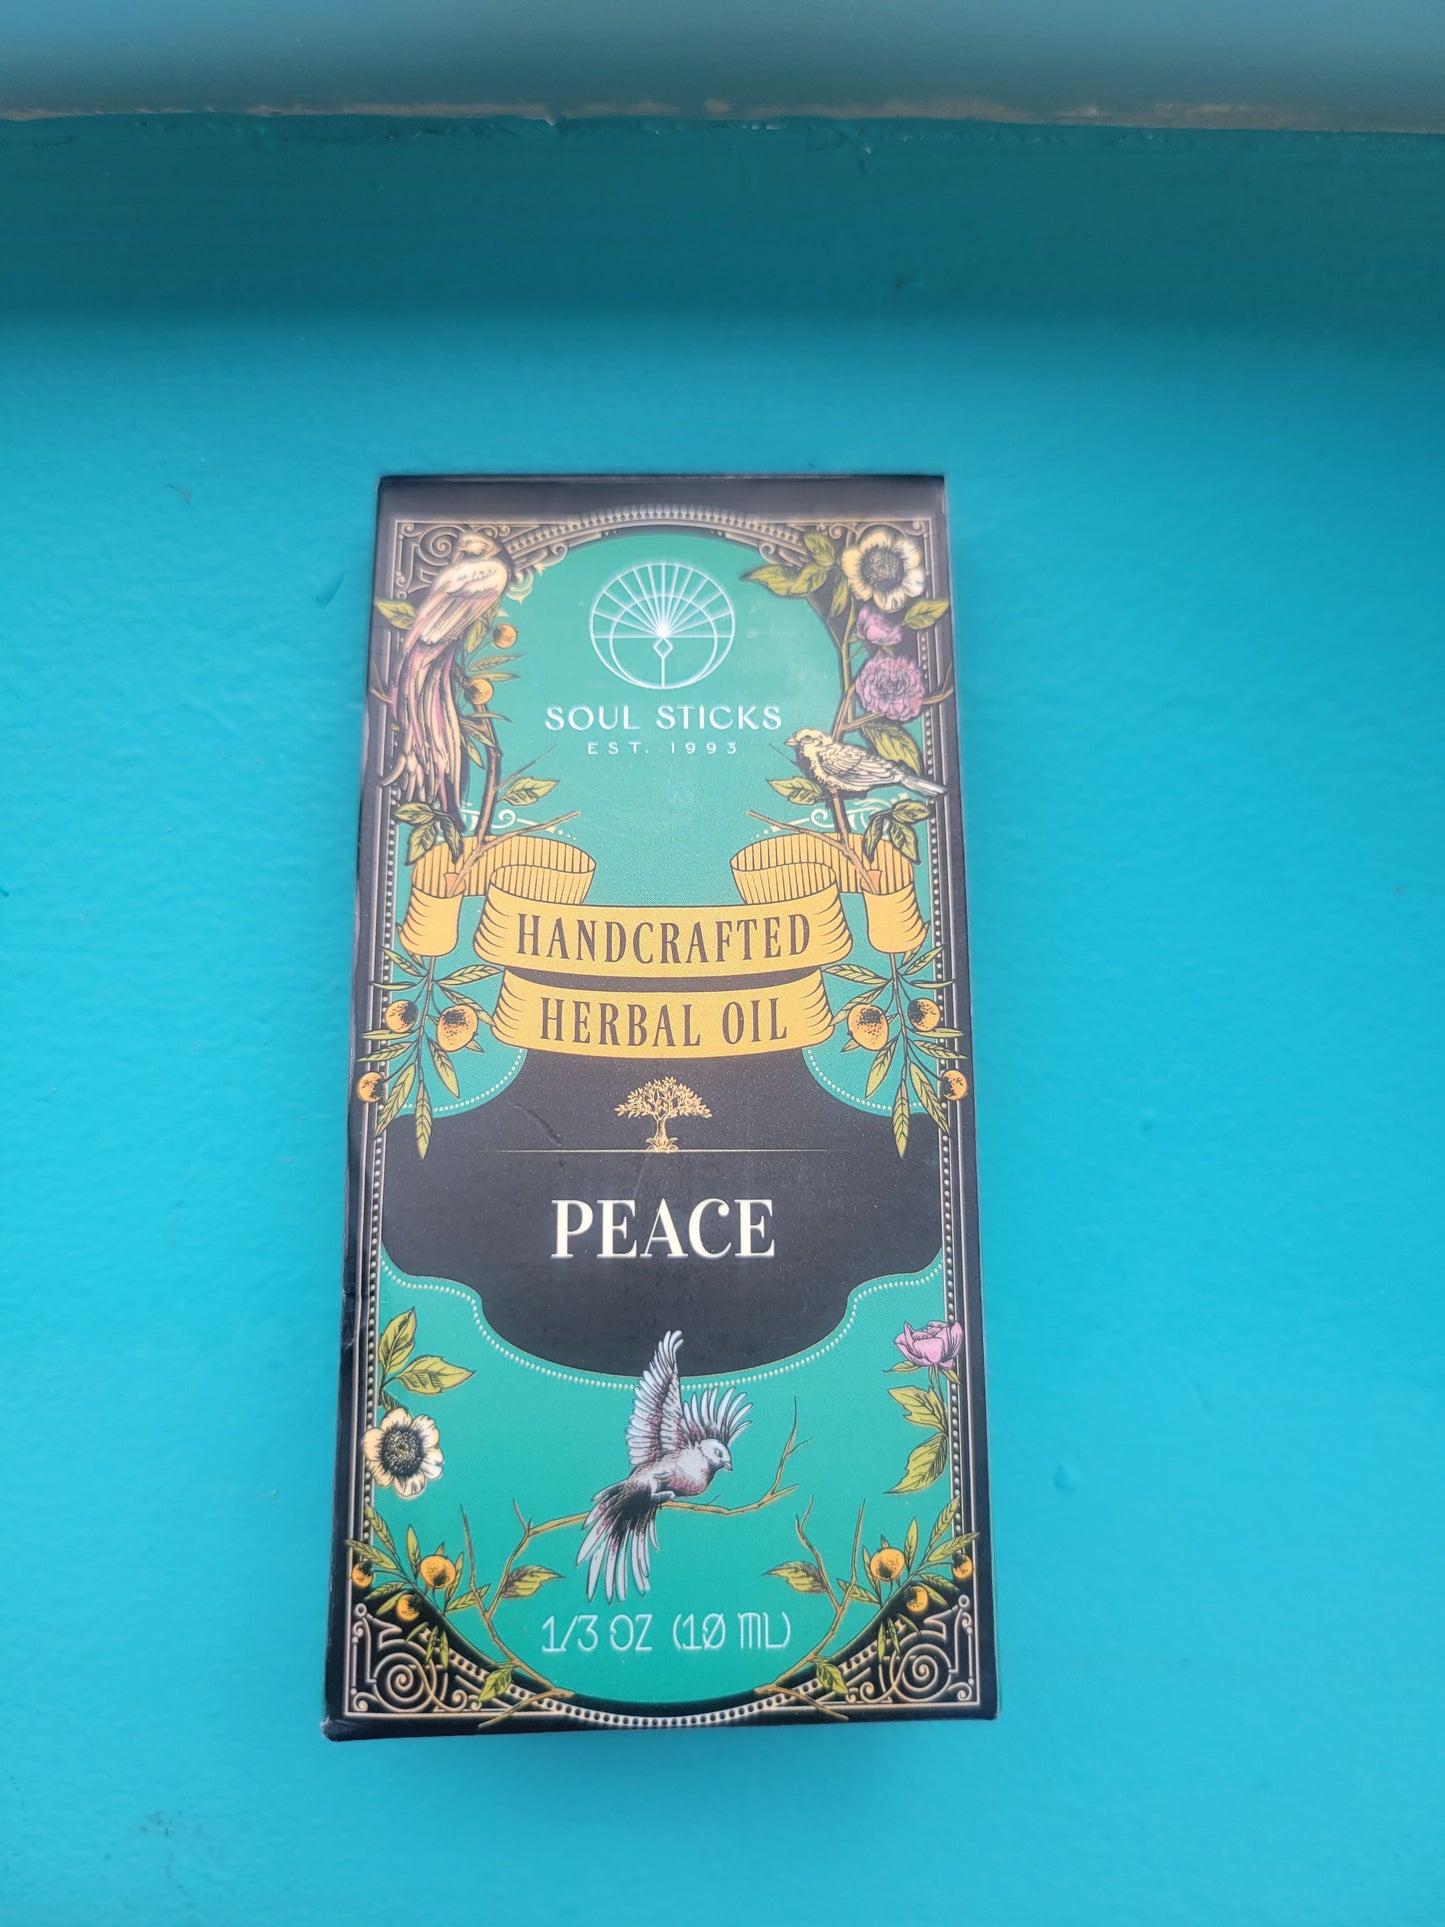 SOUL STICKS
EST. 1993
HANDCRAFTED
HERBAL OIL
PEACE
1/3 OZ (10 ML)